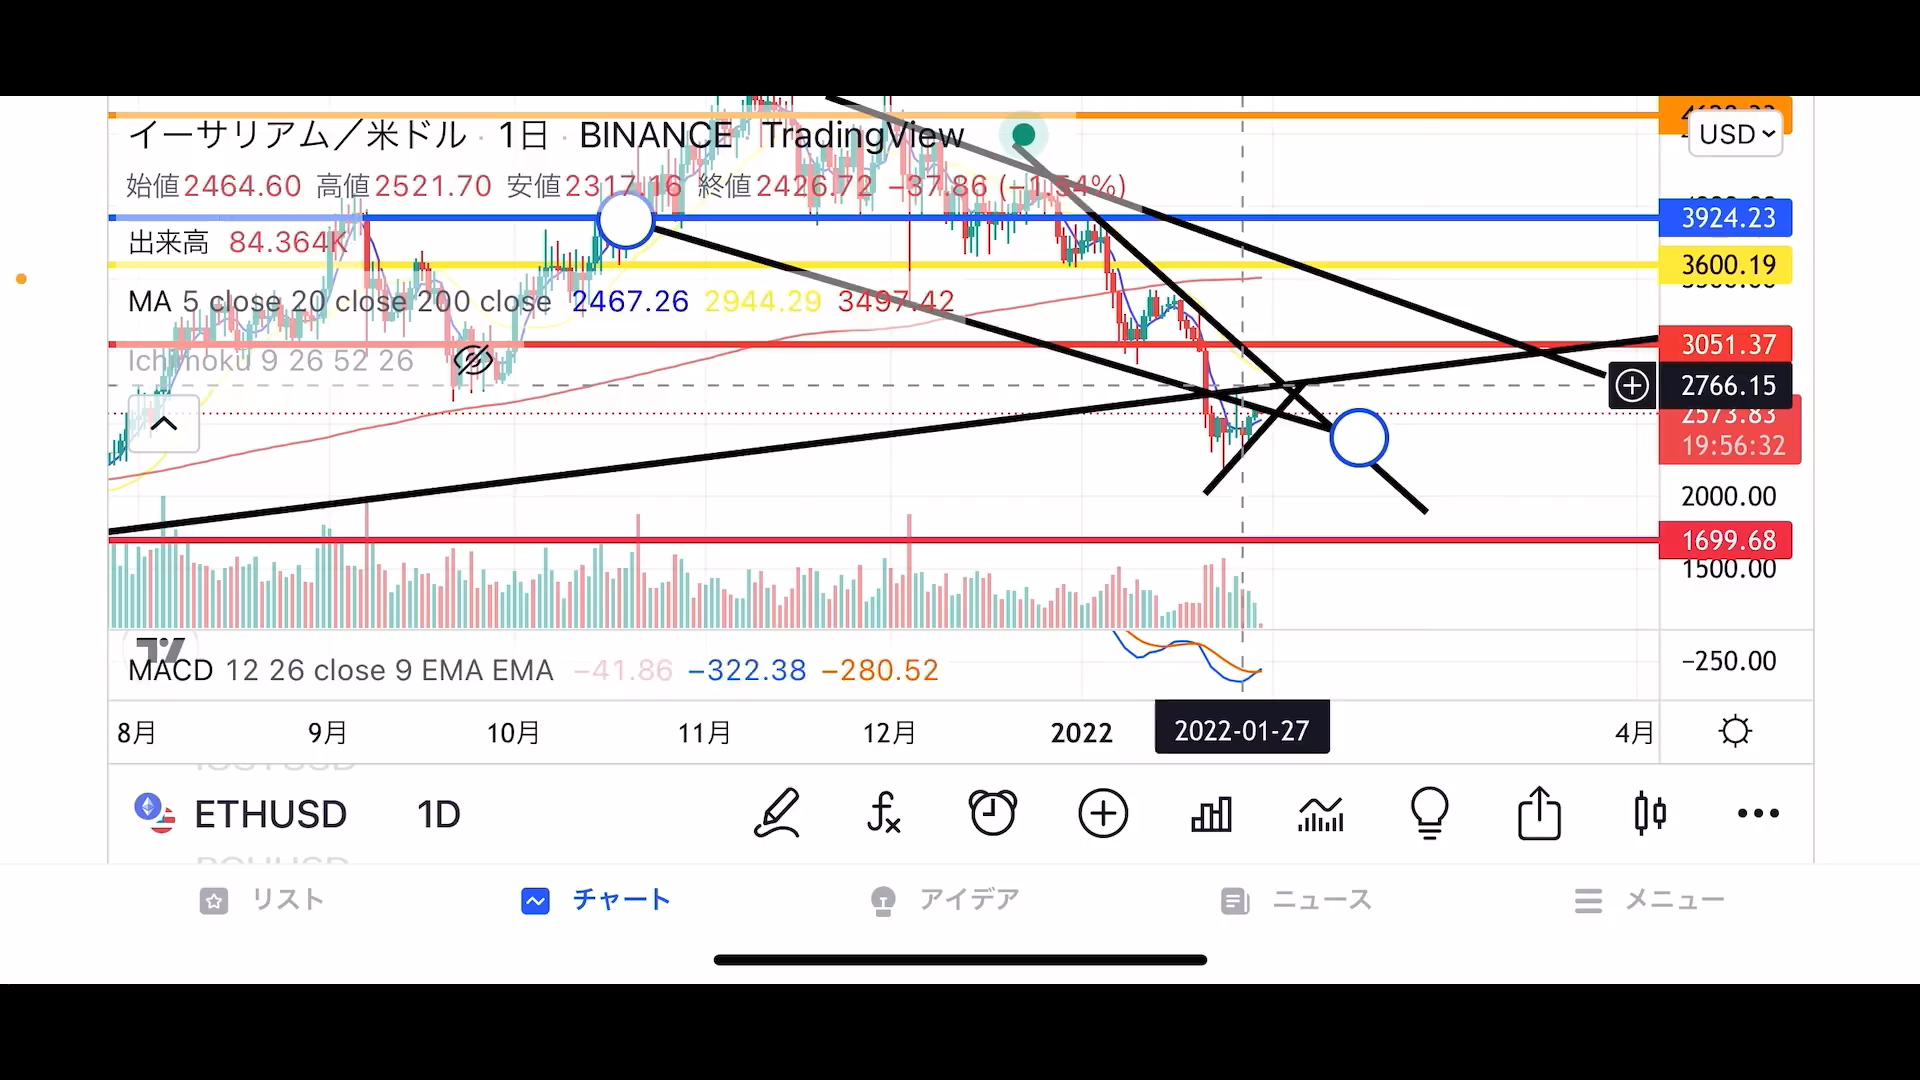 イーサリアム／米ドル · 1日 · BINANCE TradingView
始値2464.60 高値2521.70 安値2317.16 終値2426.72 −37.86 (−1.54%)
出来高 84.364K
MA 5 close 20 close 200 close 2467.26 2944.29 3497.42
Ichimoku 9 26 52 26
USD
3924.23
3600.19
3051.37
2766.15
2573.83
19:56:32
2000.00
1699.68
1500.00
MACD 12 26 close 9 EMA EMA −41.86 −322.38 −280.52
−250.00
8月 9月 10月 11月 12月 2022 2022-01-27 4月
ETHUSD 1D
リスト チャート アイデア ニュース メニュー